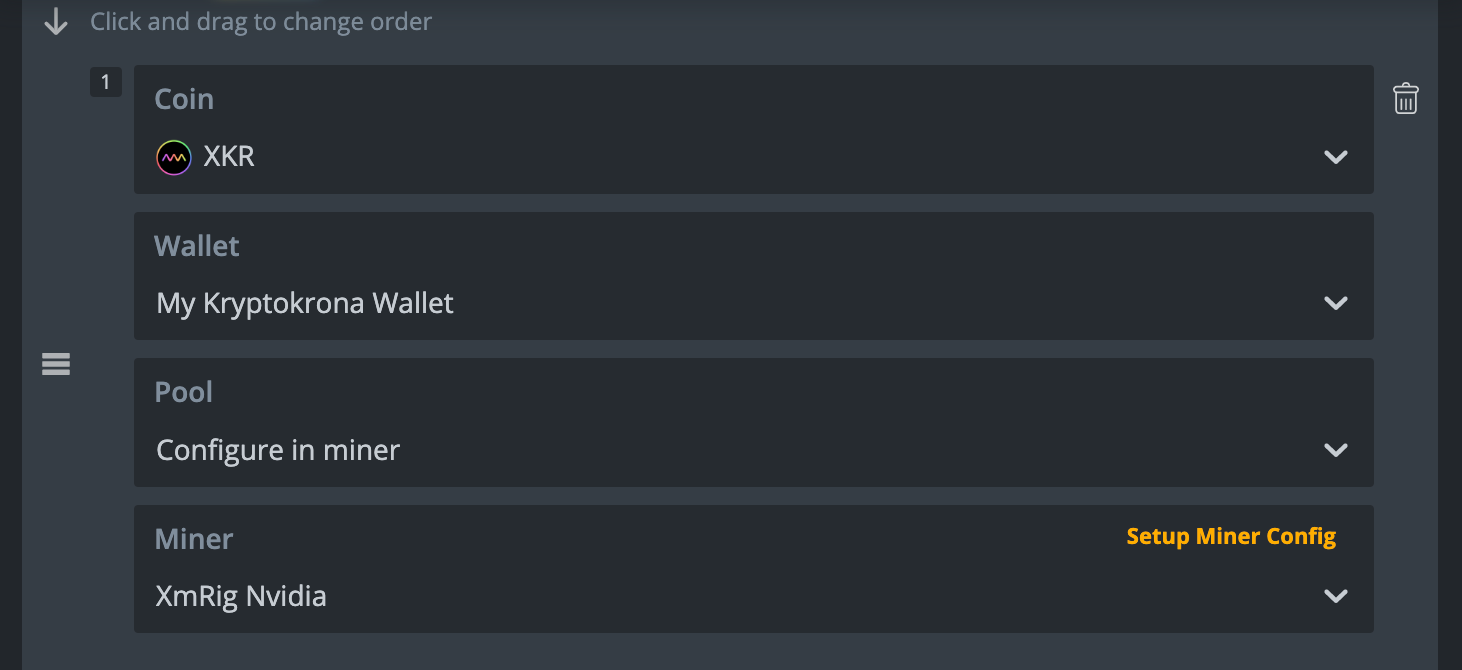 Click and drag to change order
1
Coin
XKR
Wallet
My Kryptokrona Wallet
Pool
Configure in miner
Miner
Setup Miner Config
XmRig Nvidia